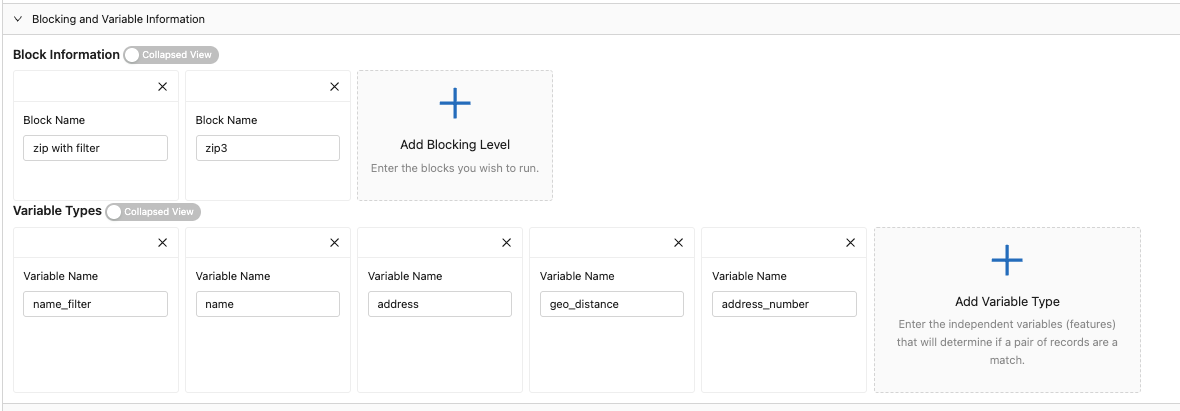 Blocking and Variable Information
Block Information Collapsed View
Block Name Block Name
zip with filter zip3
Add Blocking Level
Enter the blocks you wish to run.
Variable Types Collapsed View
Variable Name Variable Name Variable Name Variable Name Variable Name
name_filter name address geo_distance address_number
Add Variable Type
Enter the independent variables (features)
that will determine if a pair of records are a
match.